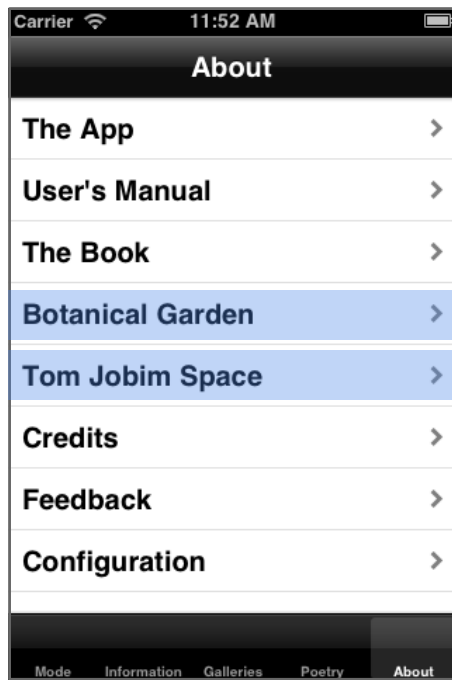 Carrier 11:52 AM
About
The App
User's Manual
The Book
Botanical Garden
Tom Jobim Space
Credits
Feedback
Configuration
Mode Information Galleries Poetry About